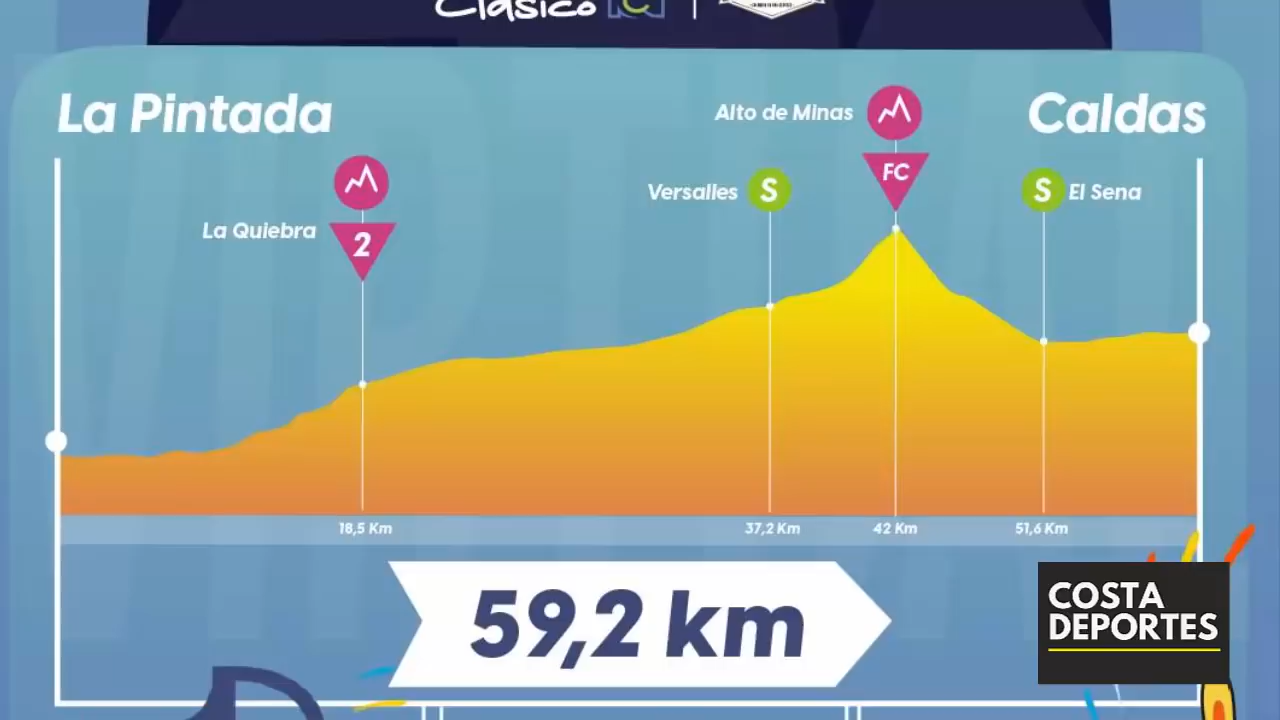 Clásico RCN
La Pintada
Alto de Minas
Caldas
FC
Versalles S
S El Sena
La Quiebra
2
18,5 Km
37,2 Km
42 Km
51,6 Km
59,2 km
COSTA
DEPORTES